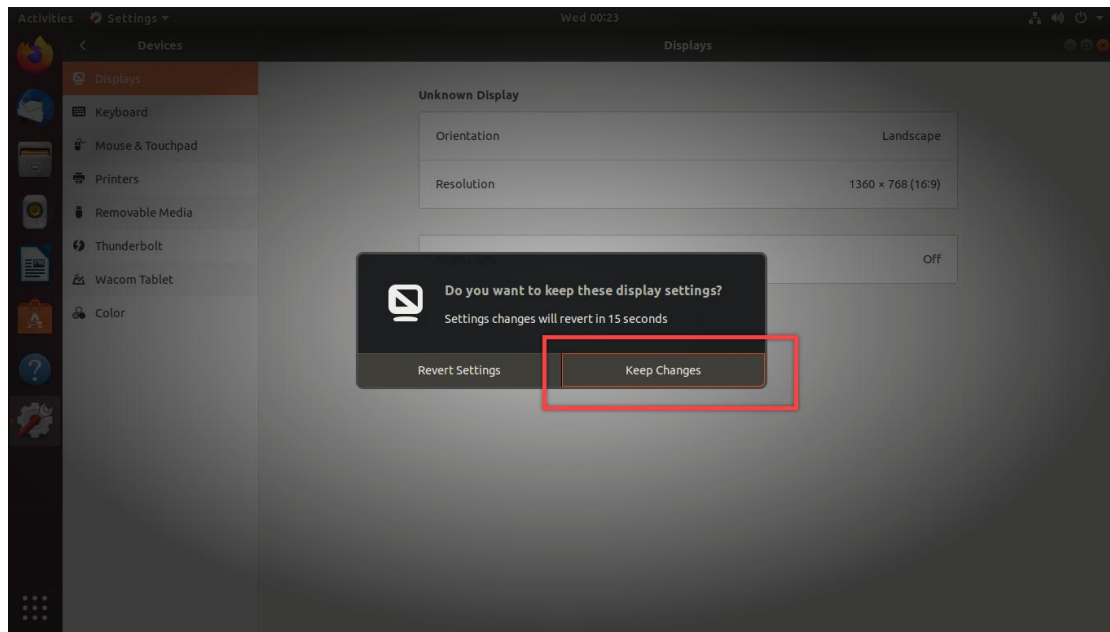 Activities Settings Wed 00:23
Devices Displays
Displays
Keyboard
Mouse & Touchpad
Printers
Removable Media
Thunderbolt
Wacom Tablet
Color
Unknown Display
Orientation Landscape
Resolution 1360 × 768 (16:9)
Night Light Off
Do you want to keep these display settings?
Settings changes will revert in 15 seconds
Revert Settings Keep Changes